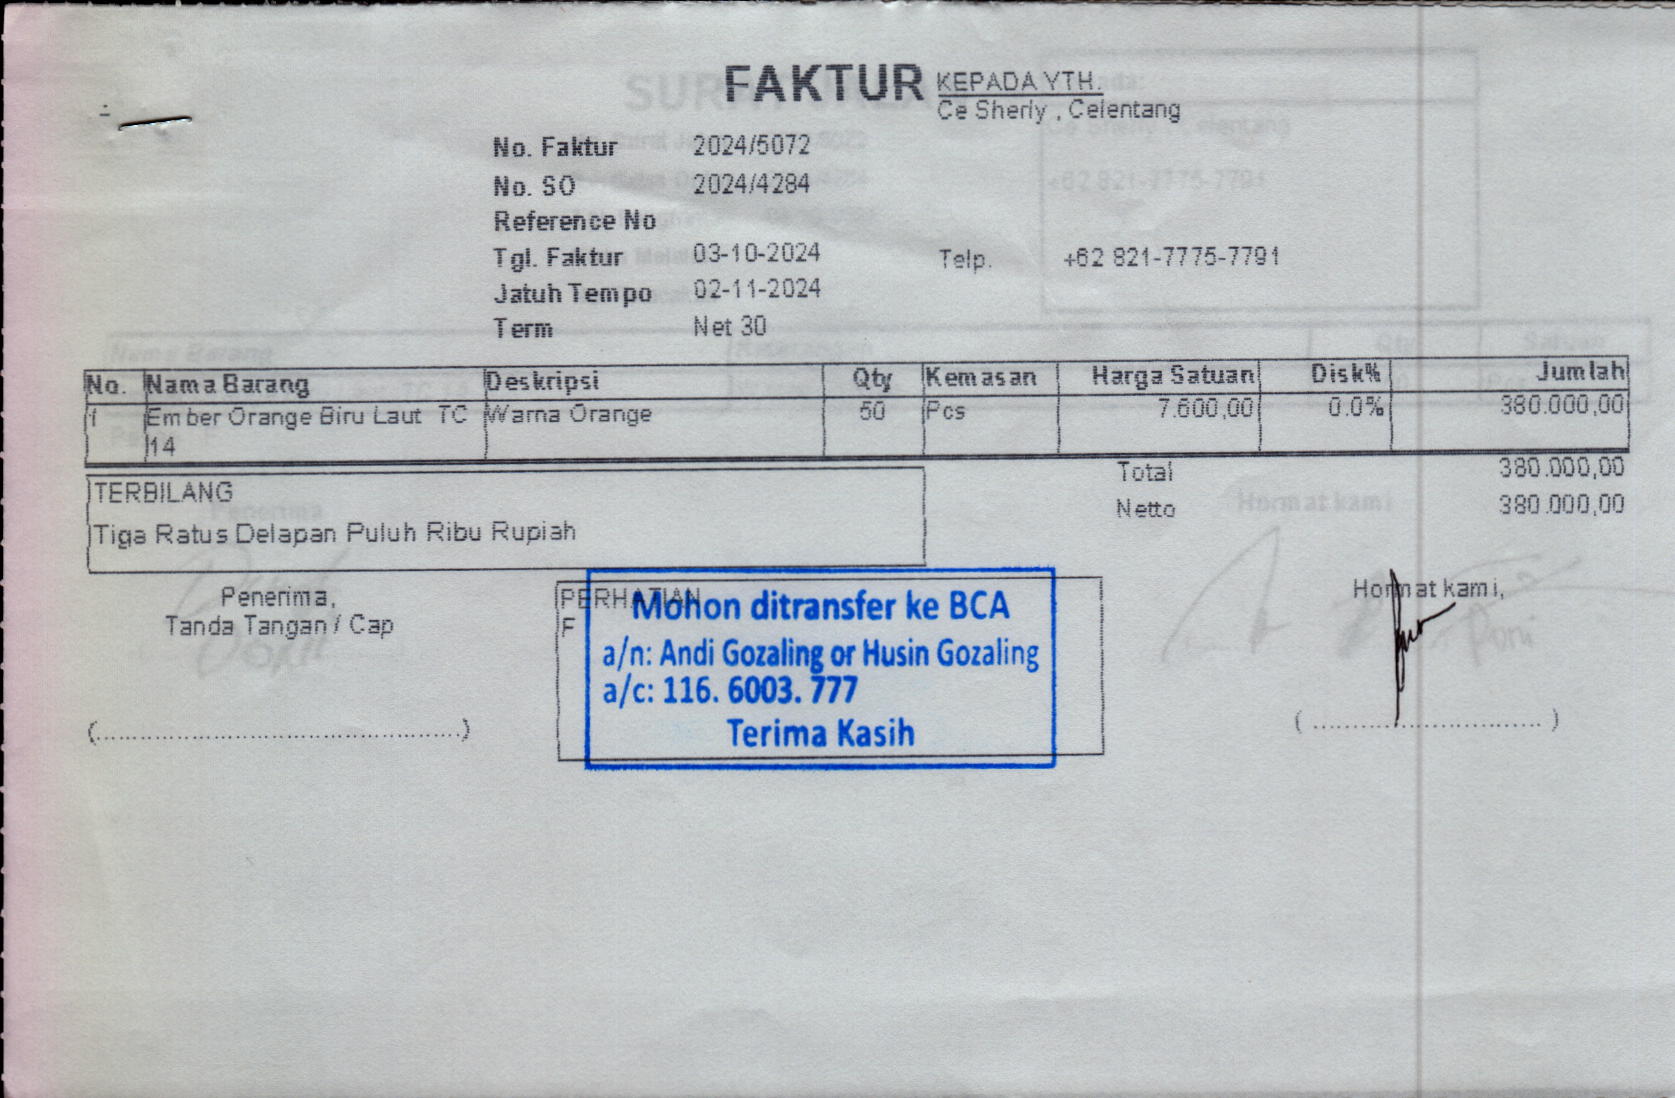 FAKTUR
KEPADA YTH.
Ce Sherly , Celentang
No. Faktur 2024/5072
No. SO 2024/4284
Reference No
Tgl. Faktur 03-10-2024
Telp. +62 821-7775-7791
Jatuh Tempo 02-11-2024
Term Net 30
No. Nama Barang Deskripsi Qty Kemasan Harga Satuan Disk% Jumlah
1 Ember Orange Biru Laut TC Warna Orange 50 Pcs 7.600,00 0.0% 380.000,00
14
Total 380.000,00
Netto 380.000,00
TERBILANG
Tiga Ratus Delapan Puluh Ribu Rupiah
Penerima,
Tanda Tangan / Cap
(............................................)
PERHATIAN
F
Mohon ditransfer ke BCA
a/n: Andi Gozaling or Husin Gozaling
a/c: 116. 6003. 777
Terima Kasih
Hormat kami,
(............................)